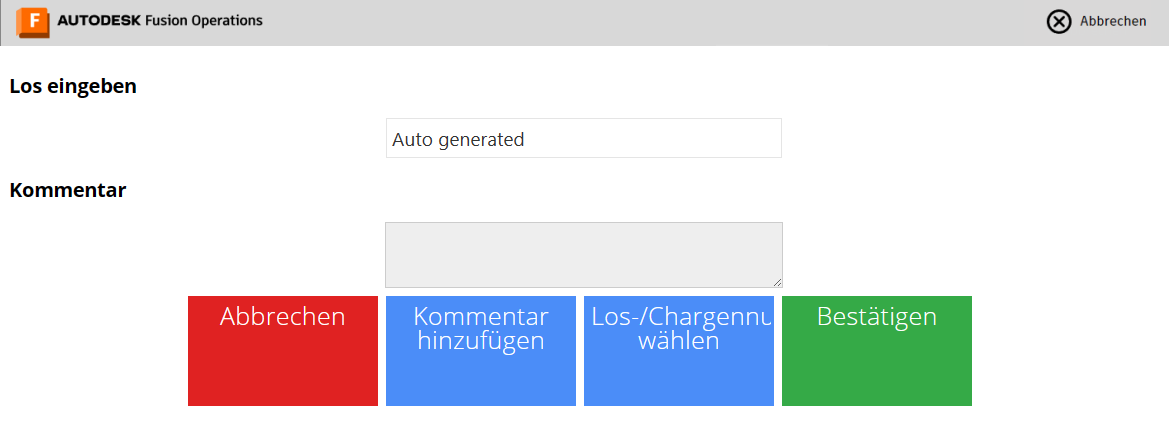 F AUTODESK Fusion Operations
Abbrechen
Los eingeben
Auto generated
Kommentar
Abbrechen
Kommentar
hinzufügen
Los-/Chargennu
wählen
Bestätigen